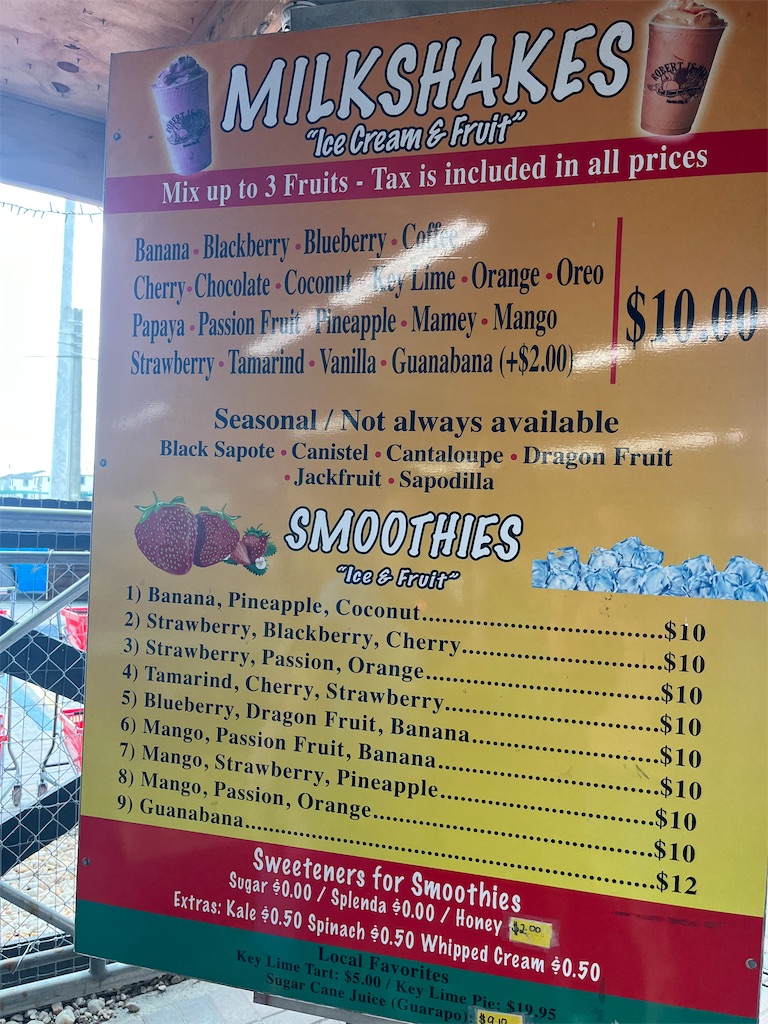 MILKSHAKES
"Ice Cream & Fruit"
ROBERT IS HERE
ROBERT IS HERE
Mix up to 3 Fruits - Tax is included in all prices
Banana • Blackberry • Blueberry • Coffee
Cherry • Chocolate • Coconut • Key Lime • Orange • Oreo
Papaya • Passion Fruit • Pineapple • Mamey • Mango
Strawberry • Tamarind • Vanilla • Guanabana (+$2.00)
$10.00
Seasonal / Not always available
Black Sapote • Canistel • Cantaloupe • Dragon Fruit
• Jackfruit • Sapodilla
SMOOTHIES
"Ice & Fruit"
1) Banana, Pineapple, Coconut..............................$10
2) Strawberry, Blackberry, Cherry.........................$10
3) Strawberry, Passion, Orange..............................$10
4) Tamarind, Cherry, Strawberry...........................$10
5) Blueberry, Dragon Fruit, Banana........................$10
6) Mango, Passion Fruit, Banana............................$10
7) Mango, Strawberry, Pineapple...........................$10
8) Mango, Passion, Orange...................................$10
9) Guanabana....................................................$12
Sweeteners for Smoothies
Sugar $0.00 / Splenda $0.00 / Honey $2.00
Extras: Kale $0.50 Spinach $0.50 Whipped Cream $0.50
Local Favorites
Key Lime Tart: $5.00 / Key Lime Pie: $19.95
Sugar Cane Juice (Guarapo):